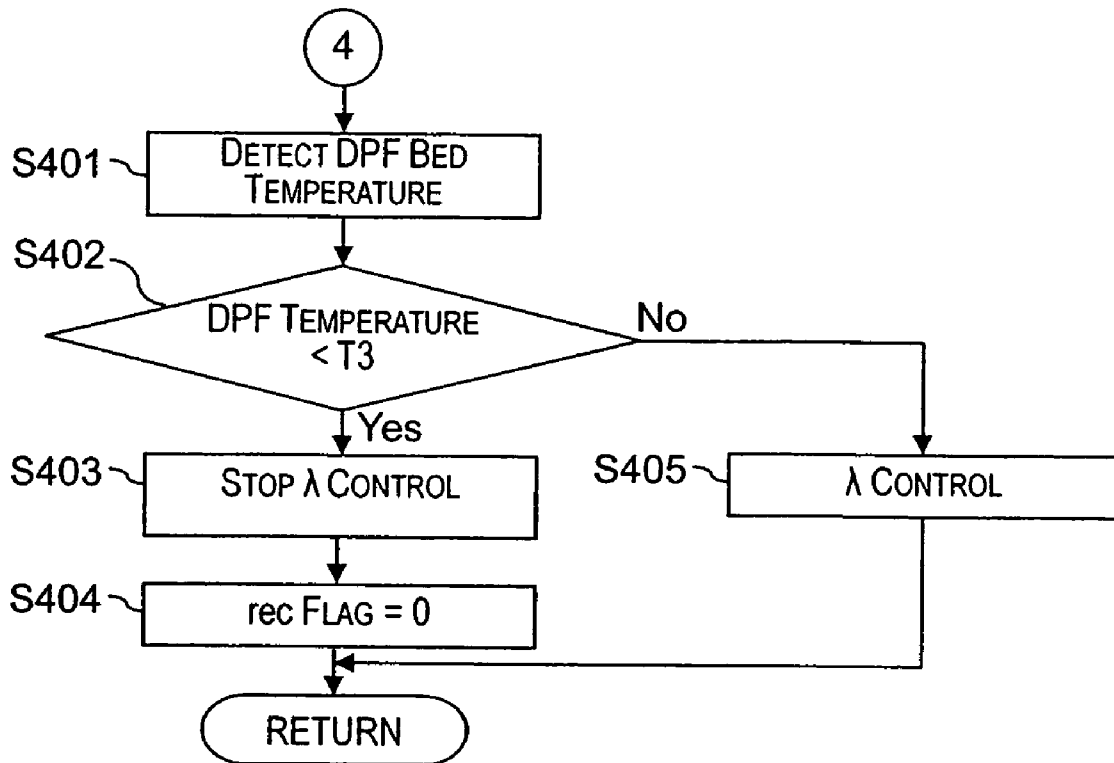 4
S401
DETECT DPF BED
TEMPERATURE
S402
DPF TEMPERATURE
< T3
No
Yes
S403
STOP λ CONTROL
S405
λ CONTROL
S404
rec FLAG = 0
RETURN